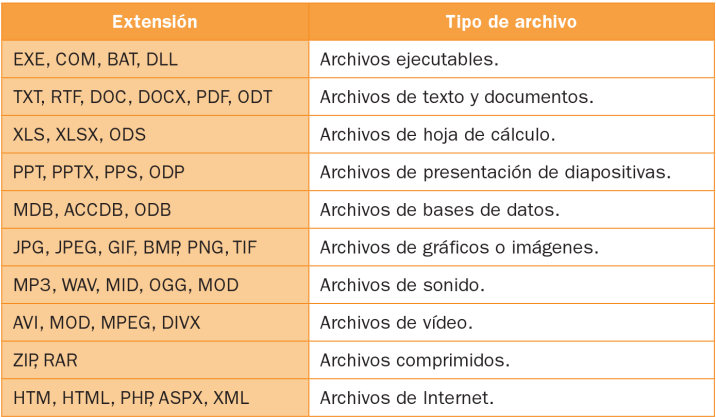 Extensión Tipo de archivo
EXE, COM, BAT, DLL Archivos ejecutables.
TXT, RTF, DOC, DOCX, PDF, ODT Archivos de texto y documentos.
XLS, XLSX, ODS Archivos de hoja de cálculo.
PPT, PPTX, PPS, ODP Archivos de presentación de diapositivas.
MDB, ACCDB, ODB Archivos de bases de datos.
JPG, JPEG, GIF, BMP, PNG, TIF Archivos de gráficos o imágenes.
MP3, WAV, MID, OGG, MOD Archivos de sonido.
AVI, MOD, MPEG, DIVX Archivos de vídeo.
ZIP, RAR Archivos comprimidos.
HTM, HTML, PHP, ASPX, XML Archivos de Internet.